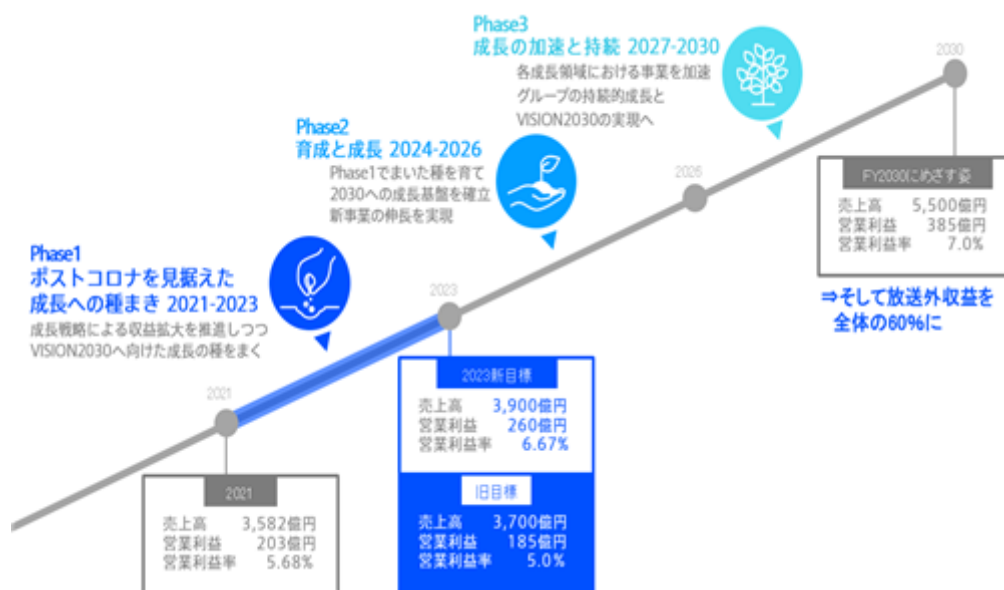 Phase3
成長の加速と持続 2027-2030
各成長領域における事業を加速
グループの持続的成長と
VISION2030の実現へ
2030
Phase2
育成と成長 2024-2026
Phase1でまいた種を育て
2030への成長基盤を確立
新事業の伸長を実現
2026
FY2030にめざす姿
売上高 5,500億円
営業利益 385億円
営業利益率 7.0%
⇒そして放送外収益を
全体の60%に
Phase1
ポストコロナを見据えた
成長への種まき 2021-2023
成長戦略による収益拡大を推進しつつ
VISION2030へ向けた成長の種をまく
2023
2023新目標
売上高 3,900億円
営業利益 260億円
営業利益率 6.67%
旧目標
売上高 3,700億円
営業利益 185億円
営業利益率 5.0%
2021
2021
売上高 3,582億円
営業利益 203億円
営業利益率 5.68%